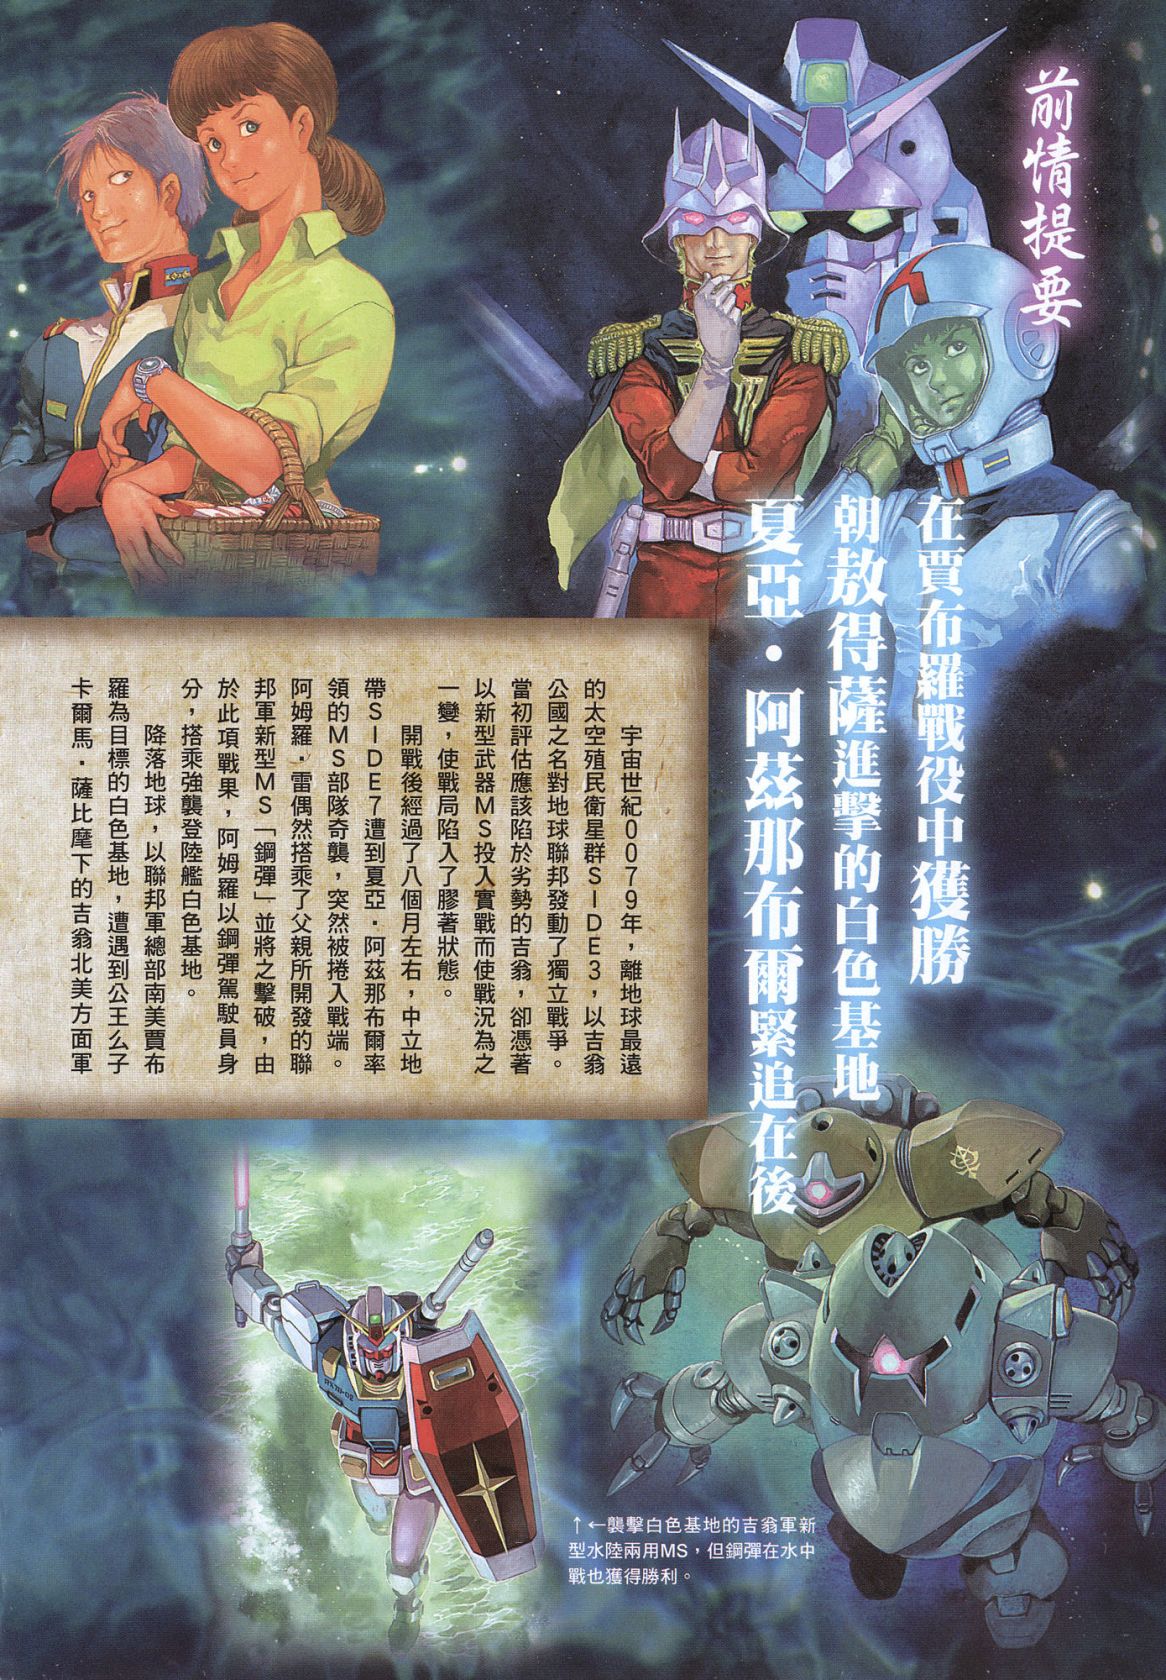 前情提要
在賈布羅戰役中獲勝
朝敖得薩進擊的白色基地
夏亞・阿茲那布爾緊追在後
宇宙世紀0079年，離地球最遠
的太空殖民衛星群SIDE3，以吉翁
公國之名對地球聯邦發動了獨立戰爭。
當初評估應該陷於劣勢的吉翁，卻憑著
以新型武器MS投入實戰而使戰況為之
一變，使戰局陷入了膠著狀態。
開戰後經過了八個月左右，中立地
帶SIDE7遭到夏亞・阿茲那布爾率
領的MS部隊奇襲，突然被捲入戰端。
阿姆羅・雷偶然搭乘了父親所開發的聯
邦軍新型MS「鋼彈」並將之擊破，由
於此項戰果，阿姆羅以鋼彈駕駛員身
分，搭乘強襲登陸艦白色基地。
降落地球，以聯邦軍總部南美賈布
羅為目標的白色基地，遭遇到公王么子
卡爾馬・薩比麾下的吉翁北美方面軍
RX78-02
↑←襲擊白色基地的吉翁軍新
型水陸兩用MS，但鋼彈在水中
戰也獲得勝利。